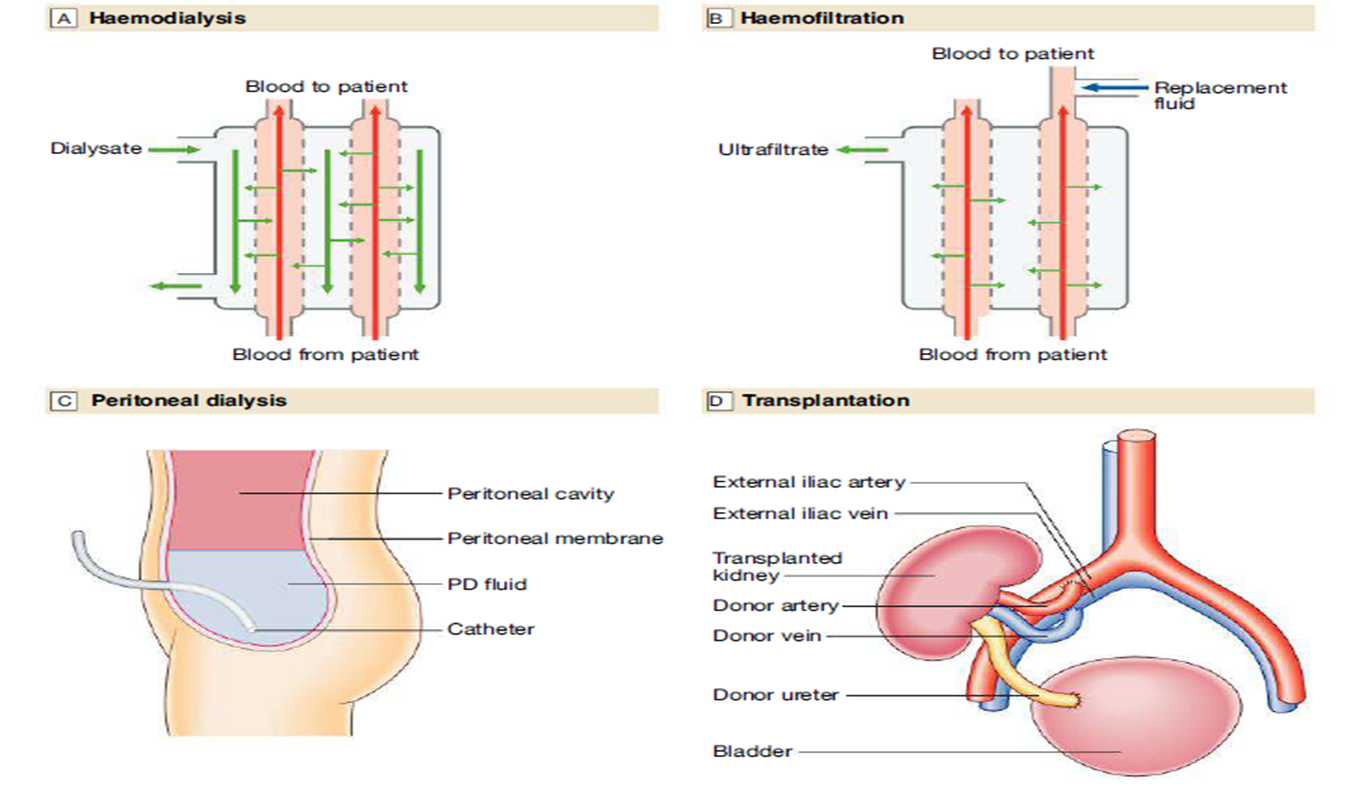 A Haemodialysis
Blood to patient
Dialysate
Blood from patient
B Haemofiltration
Blood to patient
Replacement
fluid
Ultrafiltrate
Blood from patient
C Peritoneal dialysis
Peritoneal cavity
Peritoneal membrane
PD fluid
Catheter
D Transplantation
External iliac artery
External iliac vein
Transplanted
kidney
Donor artery
Donor vein
Donor ureter
Bladder